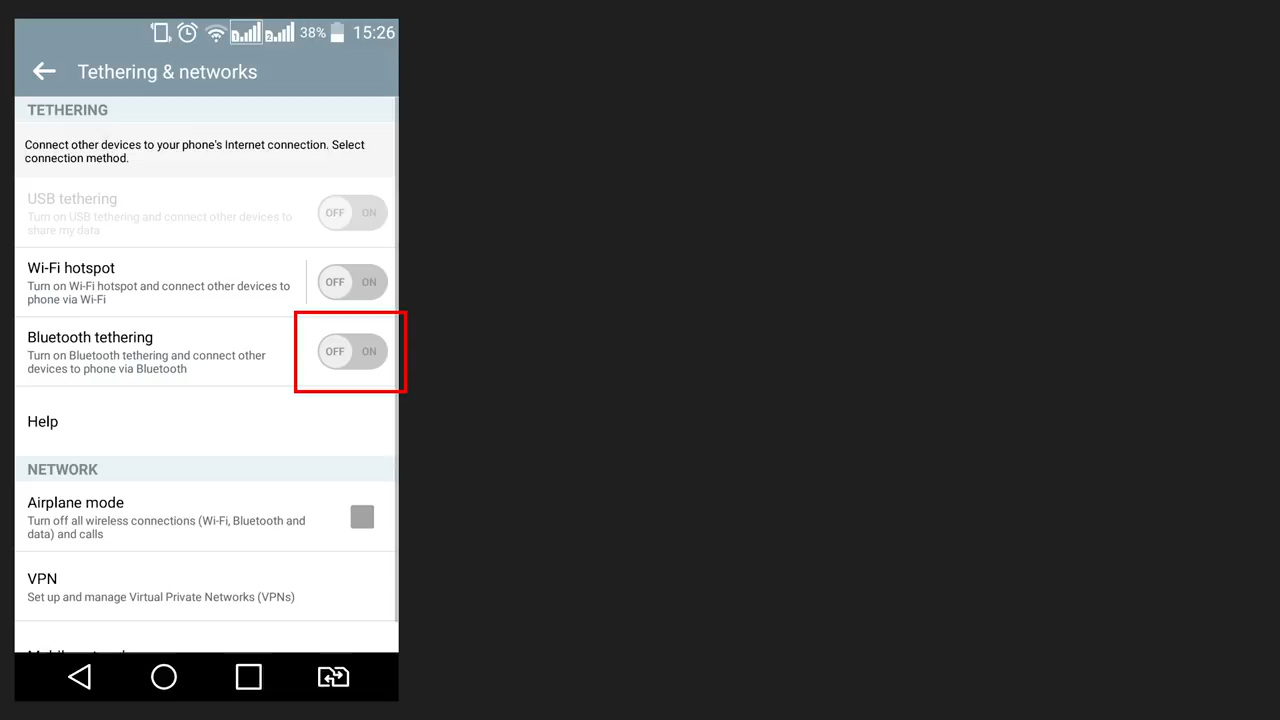 1 2 38% 15:26
Tethering & networks
TETHERING
Connect other devices to your phone's Internet connection. Select
connection method.
USB tethering
Turn on USB tethering and connect other devices to
share my data
OFF ON
Wi-Fi hotspot
Turn on Wi-Fi hotspot and connect other devices to
phone via Wi-Fi
OFF ON
Bluetooth tethering
Turn on Bluetooth tethering and connect other
devices to phone via Bluetooth
OFF ON
Help
NETWORK
Airplane mode
Turn off all wireless connections (Wi-Fi, Bluetooth and
data) and calls
VPN
Set up and manage Virtual Private Networks (VPNs)